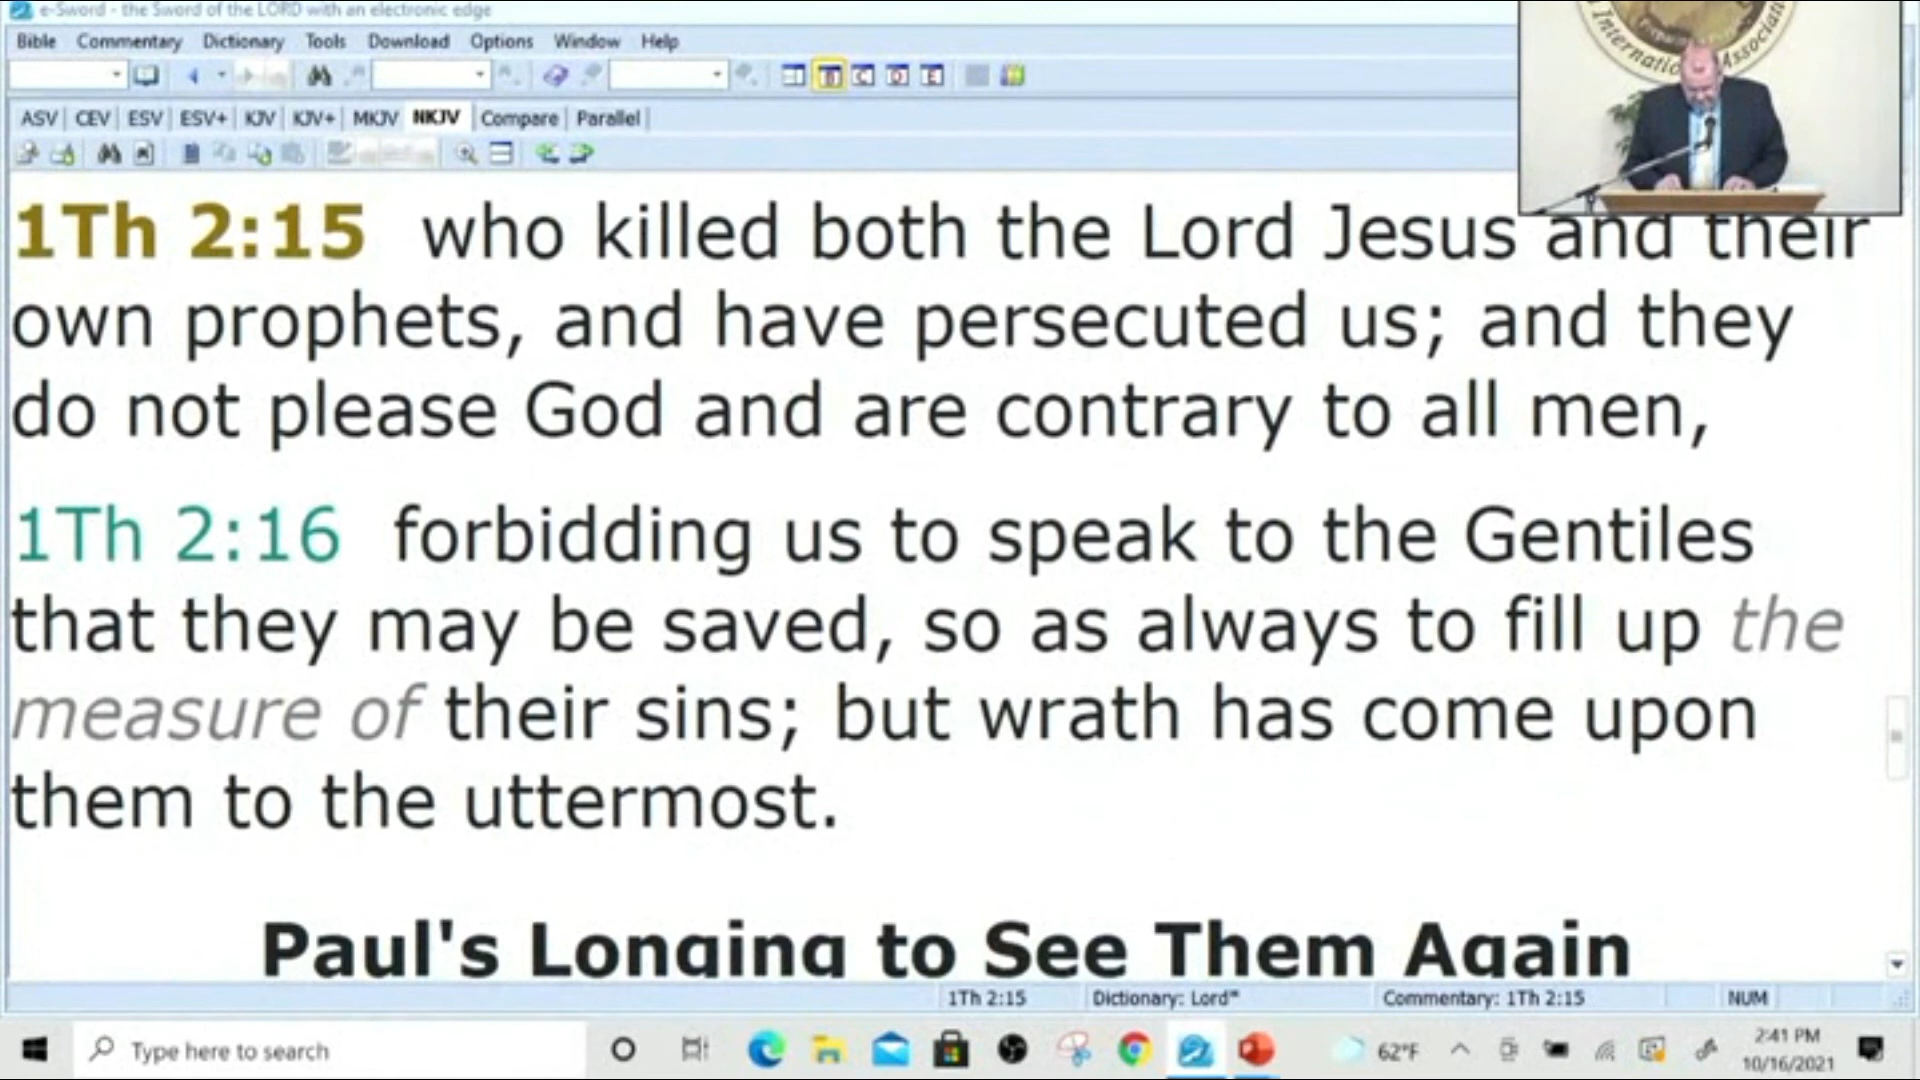 e-Sword - the Sword of the LORD with an electronic edge
Bible Commentary Dictionary Tools Download Options Window Help
ASV CEV ESV ESV+ KJV KJV+ MKJV NKJV Compare Parallel
International Association
1Th 2:15 who killed both the Lord Jesus and their
own prophets, and have persecuted us; and they
do not please God and are contrary to all men,
1Th 2:16 forbidding us to speak to the Gentiles
that they may be saved, so as always to fill up the
measure of their sins; but wrath has come upon
them to the uttermost.
Paul's Longing to See Them Again
1Th 2:15 Dictionary: Lord* Commentary: 1Th 2:15 NUM
Type here to search
62°F
2:41 PM
10/16/2021